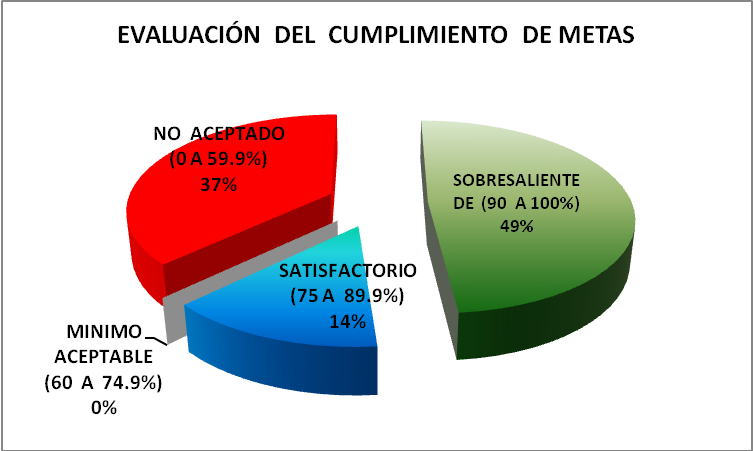 EVALUACIÓN DEL CUMPLIMIENTO DE METAS
NO ACEPTADO
(0 A 59.9%)
37%
SOBRESALIENTE
DE (90 A 100%)
49%
SATISFACTORIO
(75 A 89.9%)
14%
MINIMO
ACEPTABLE
(60 A 74.9%)
0%